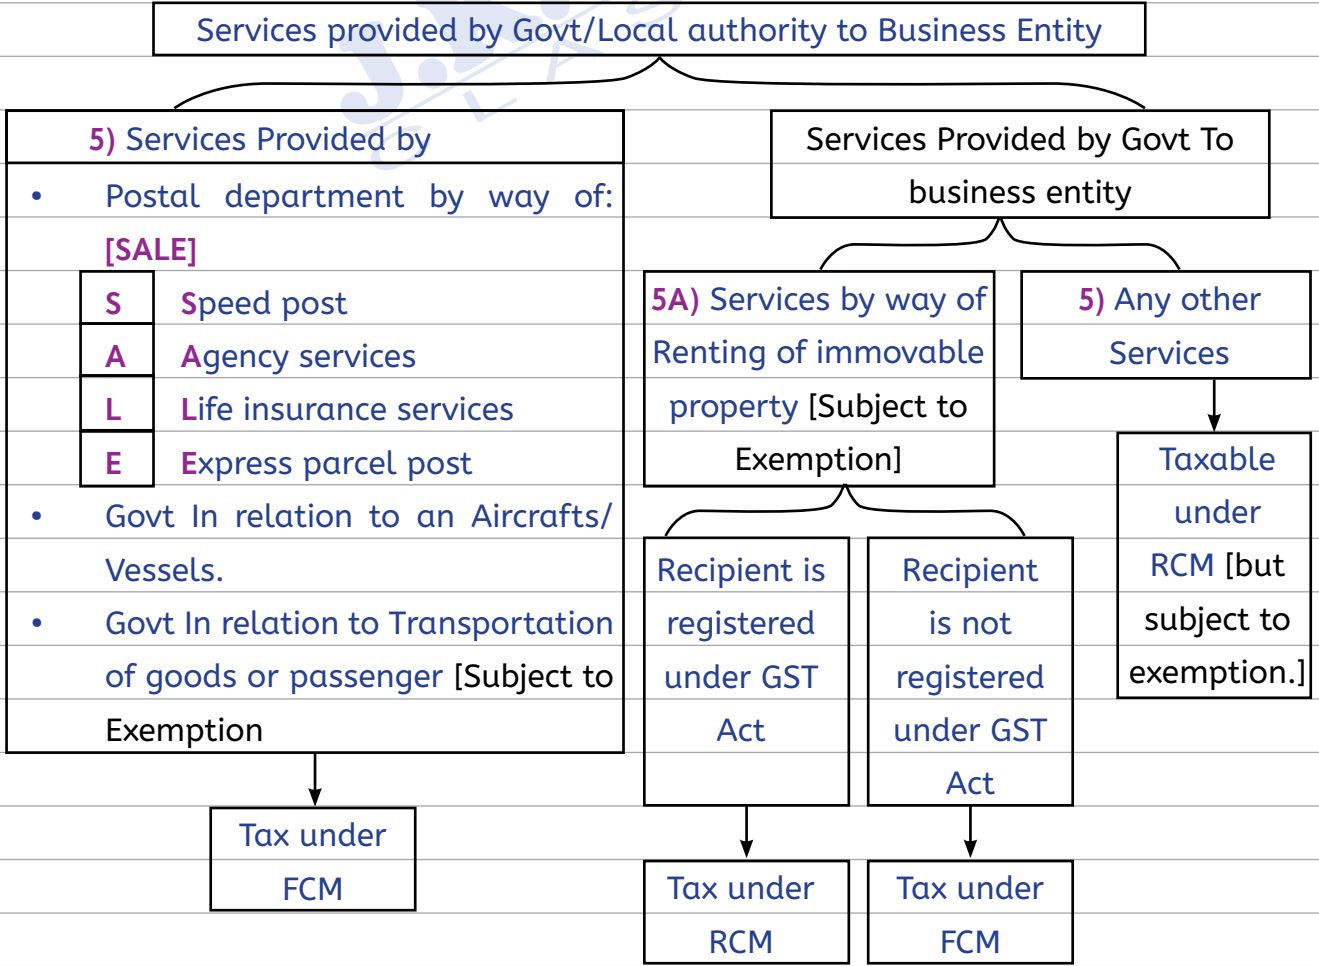 Services provided by Govt/Local authority to Business Entity
5) Services Provided by
• Postal department by way of:
[SALE]
S Speed post
A Agency services
L Life insurance services
E Express parcel post
• Govt In relation to an Aircrafts/
Vessels.
• Govt In relation to Transportation
of goods or passenger [Subject to
Exemption
Tax under
FCM
Services Provided by Govt To
business entity
5A) Services by way of
Renting of immovable
property [Subject to
Exemption]
Recipient is
registered
under GST
Act
Tax under
RCM
Recipient
is not
registered
under GST
Act
Tax under
FCM
5) Any other
Services
Taxable
under
RCM [but
subject to
exemption.]